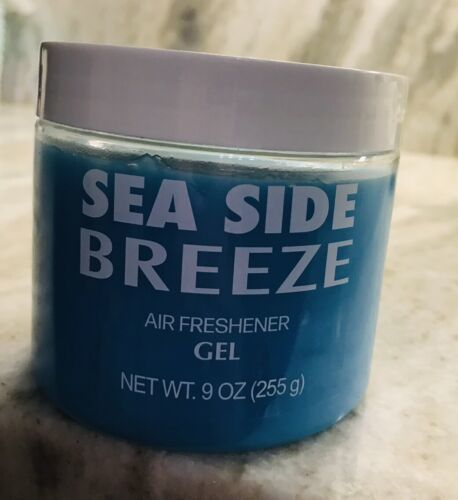 SEA SIDE
BREEZE
AIR FRESHENER
GEL
NET WT. 9 OZ (255 g)